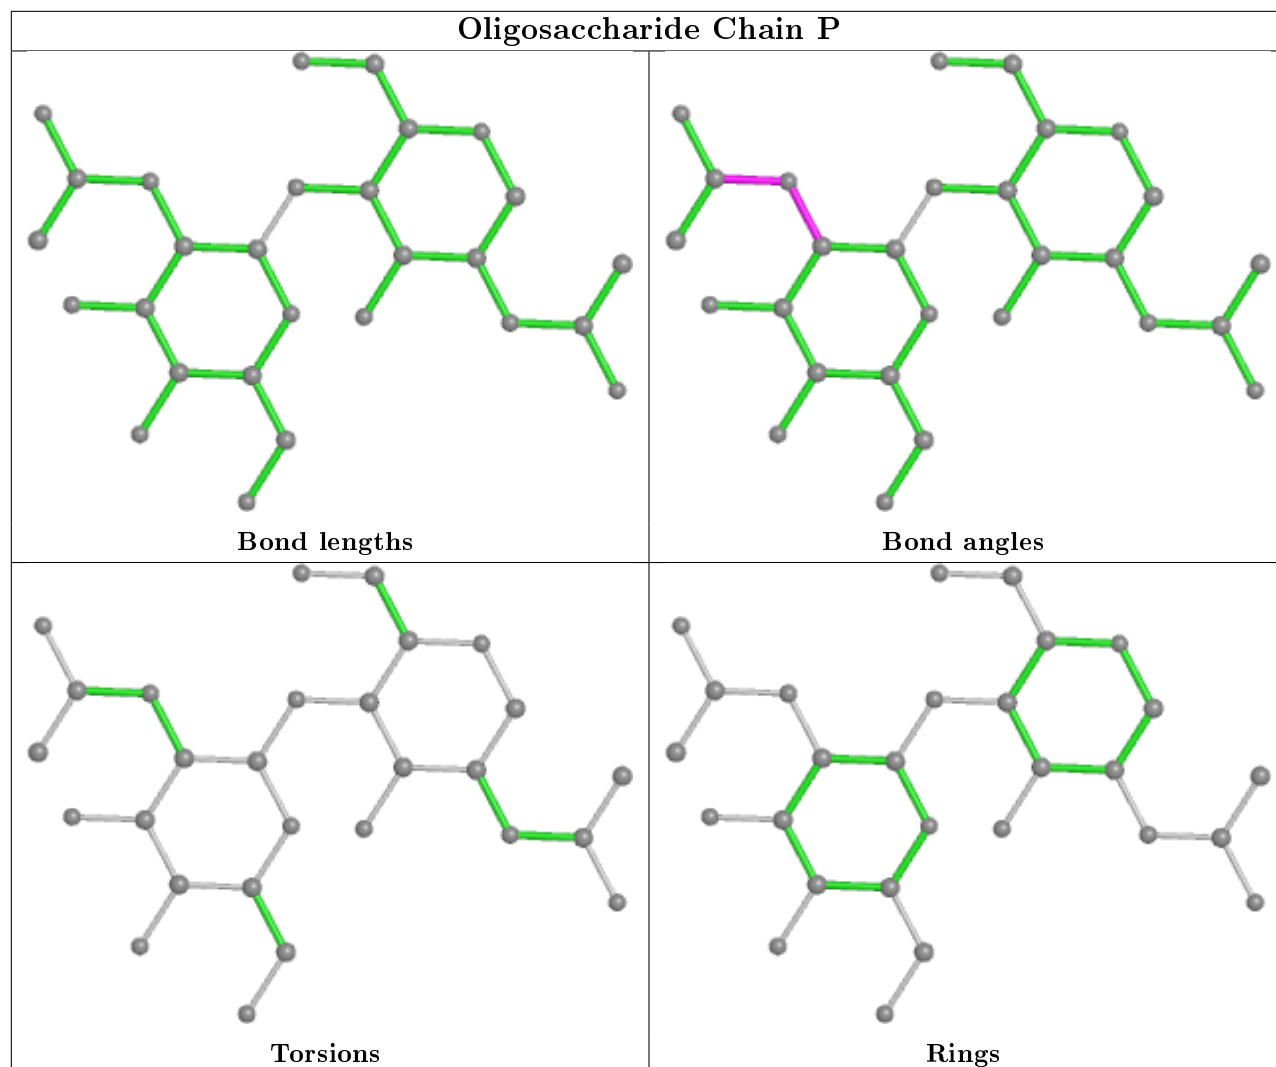 Oligosaccharide Chain P
Bond lengths
Bond angles
Torsions
Rings